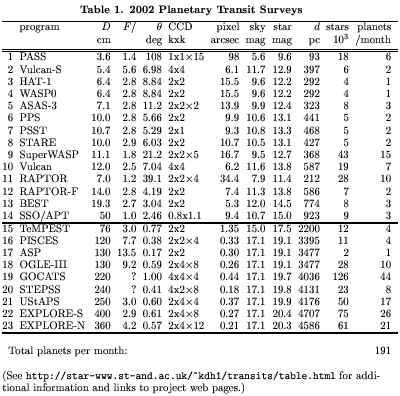 Table 1. 2002 Planetary Transit Surveys
program D F/ θ CCD pixel sky star d stars planets
cm deg kxk arcsec mag mag pc 10³ /month
1 PASS 3.6 1.4 108 1x1×15 98 5.6 9.6 93 18 6
2 Vulcan-S 5.4 5.6 6.98 4x4 6.1 11.7 12.9 397 6 2
3 HAT-1 6.4 2.8 8.84 2x2 15.5 9.6 12.2 292 4 1
4 WASP0 6.4 2.8 8.84 2x2 15.5 9.6 12.2 292 4 1
5 ASAS-3 7.1 2.8 11.2 2x2×2 13.9 9.9 12.4 323 8 3
6 PPS 10.0 2.8 5.66 2x2 9.9 10.6 13.1 441 5 2
7 PSST 10.7 2.8 5.29 2x1 9.3 10.8 13.3 468 5 2
8 STARE 10.0 2.9 6.03 2x2 10.7 10.5 13.1 427 5 2
9 SuperWASP 11.1 1.8 21.2 2x2×5 16.7 9.5 12.7 368 43 15
10 Vulcan 12.0 2.5 7.04 4x4 6.2 11.6 13.8 587 19 7
11 RAPTOR 7.0 1.2 39.1 2x2×4 34.4 7.9 11.4 212 28 10
12 RAPTOR-F 14.0 2.8 4.19 2x2 7.4 11.3 13.8 586 7 2
13 BEST 19.3 2.7 3.04 2x2 5.3 12.0 14.5 774 8 3
14 SSO/APT 50 1.0 2.46 0.8x1.1 9.4 10.7 15.0 923 9 3
15 TeMPEST 76 3.0 0.77 2x2 1.35 15.0 17.5 2200 12 4
16 PISCES 120 7.7 0.38 2x2×4 0.33 17.1 19.1 3395 11 4
17 ASP 130 13.5 0.17 2x2 0.30 17.1 19.1 3477 2 1
18 OGLE-III 130 9.2 0.59 2x4×8 0.26 17.1 19.1 3477 28 10
19 GOCATS 220 ? 1.00 4x4 0.44 17.1 19.7 4036 126 44
20 STEPSS 240 ? 0.41 4x2×8 0.18 17.1 19.8 4131 23 8
21 UStAPS 250 3.0 0.60 2x4×4 0.37 17.1 19.9 4176 50 17
22 EXPLORE-S 400 2.9 0.61 2x4×8 0.27 17.1 20.4 4707 75 26
23 EXPLORE-N 360 4.2 0.57 2x4×12 0.21 17.1 20.3 4586 61 21
Total planets per month: 191
(See http://star-www.st-and.ac.uk/~kdh1/transits/table.html for addi-
tional information and links to project web pages.)